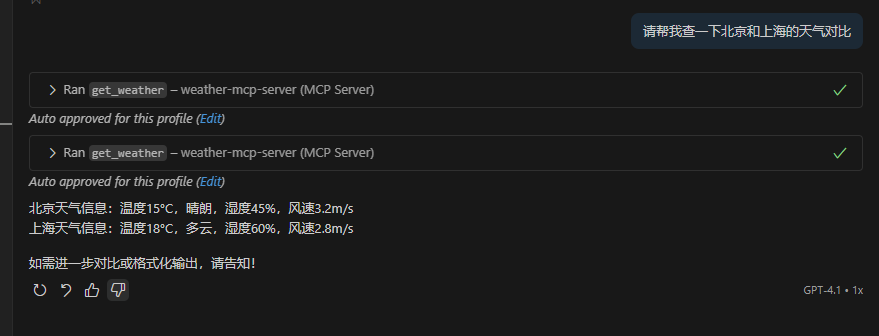 请帮我查一下北京和上海的天气对比
Ran get_weather – weather-mcp-server (MCP Server)
Auto approved for this profile (Edit)
Ran get_weather – weather-mcp-server (MCP Server)
Auto approved for this profile (Edit)
北京天气信息：温度15°C，晴朗，湿度45%，风速3.2m/s
上海天气信息：温度18°C，多云，湿度60%，风速2.8m/s
如需进一步对比或格式化输出，请告知！
GPT-4.1 • 1x